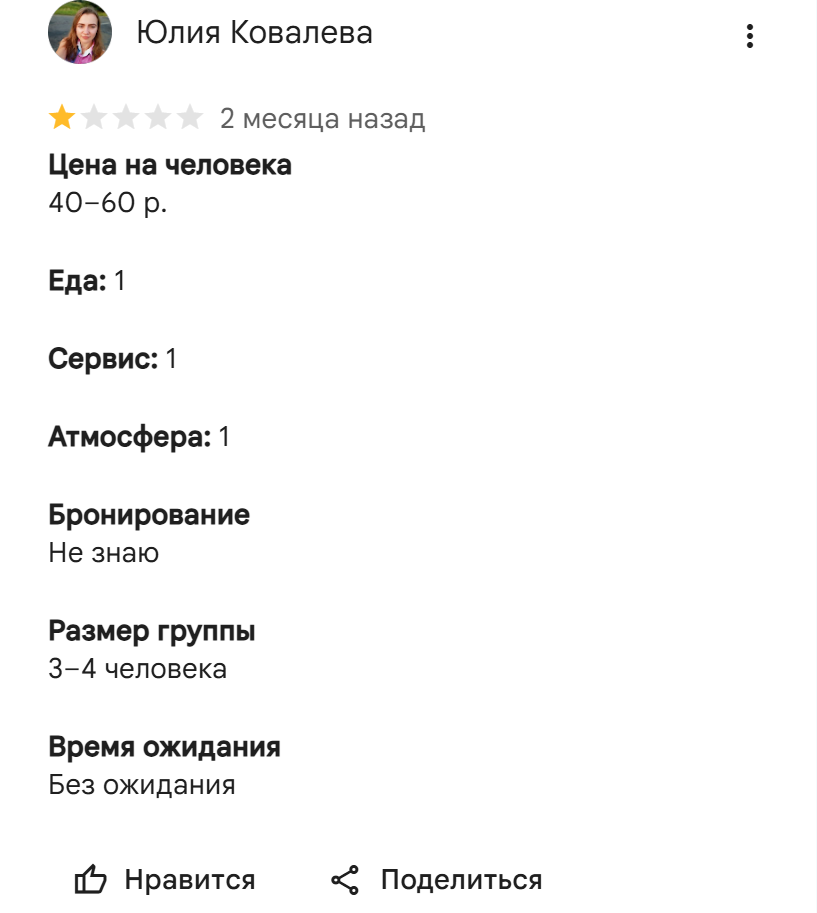 Юлия Ковалева
2 месяца назад
Цена на человека
40–60 р.
Еда: 1
Сервис: 1
Атмосфера: 1
Бронирование
Не знаю
Размер группы
3–4 человека
Время ожидания
Без ожидания
Нравится Поделиться